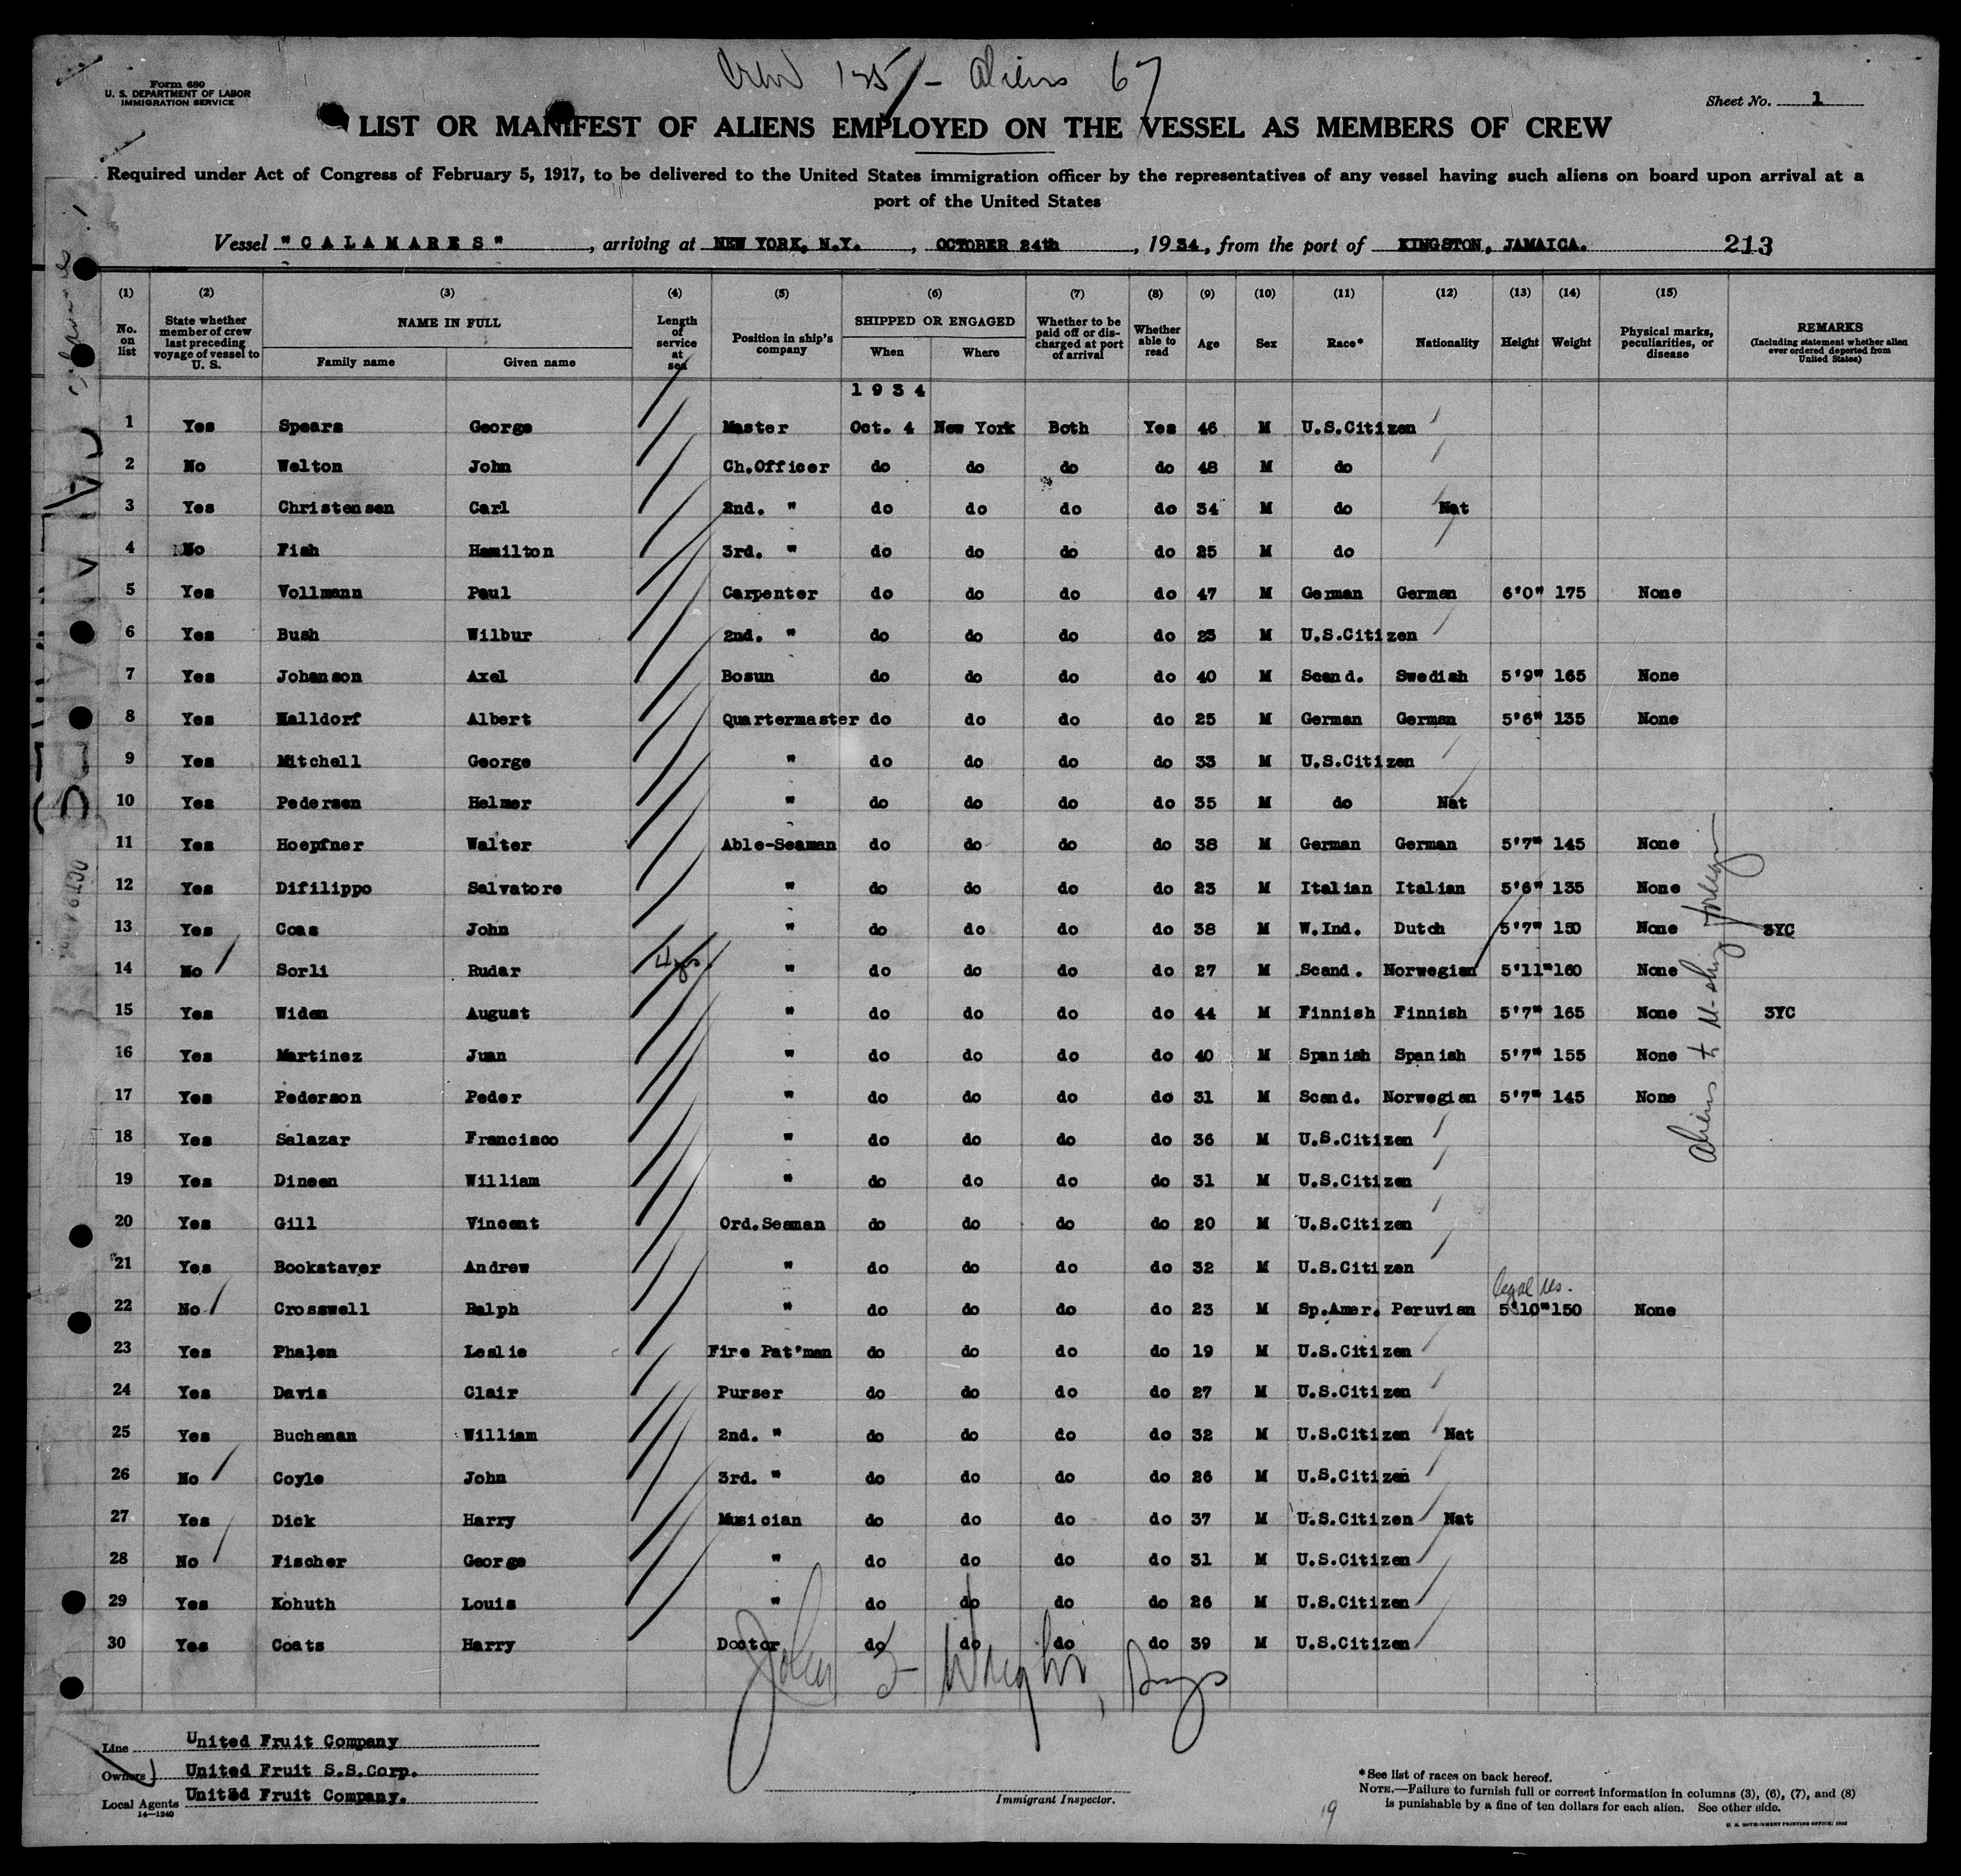 Crew 125 - Aliens 67
Form 680
U. S. DEPARTMENT OF LABOR
IMMIGRATION SERVICE
Sheet No. 1
LIST OR MANIFEST OF ALIENS EMPLOYED ON THE VESSEL AS MEMBERS OF CREW
Required under Act of Congress of February 5, 1917, to be delivered to the United States immigration officer by the representatives of any vessel having such aliens on board upon arrival at a
port of the United States
Vessel "CALAMARES", arriving at NEW YORK, N.Y., OCTOBER 24th, 1934, from the port of KINGSTON, JAMAICA. 213
(1) (2) (3) (4) (5) (6) (7) (8) (9) (10) (11) (12) (13) (14) (15)
No. on list State whether member of crew last preceding voyage of vessel to U. S. NAME IN FULL Family name Given name Length of service at sea Position in ship's company SHIPPED OR ENGAGED When Where Whether to be paid off or discharged at port of arrival Whether able to read Age Sex Race* Nationality Height Weight Physical marks, peculiarities, or disease REMARKS (Including statement whether alien ever ordered deported from United States)
1934
1 Yes Spears George Master Oct. 4 New York Both Yes 46 M U.S.Citizen
2 No Welton John Ch.Officer do do do do 48 M do
3 Yes Christensen Carl 2nd. " do do do do 34 M do Nat
4 No Fish Hamilton 3rd. " do do do do 25 M do
5 Yes Vollmann Paul Carpenter do do do do 47 M German German 6'0" 175 None
6 Yes Bush Wilbur 2nd. " do do do do 23 M U.S.Citizen
7 Yes Johanson Axel Bosun do do do do 40 M Scand. Swedish 5'9" 165 None
8 Yes Malldorf Albert Quartermaster do do do do 25 M German German 5'6" 135 None
9 Yes Mitchell George " do do do do 33 M U.S.Citizen
10 Yes Pedersen Helmer " do do do do 35 M do Nat
11 Yes Hoepfner Walter Able-Seaman do do do do 38 M German German 5'7" 145 None
12 Yes Difilippo Salvatore " do do do do 23 M Italian Italian 5'6" 135 None
13 Yes Coas John " do do do do 38 M W.Ind. Dutch 5'7" 150 None 3YC
14 No Sorli Rudar 4ys " do do do do 27 M Scand. Norwegian 5'11" 160 None
15 Yes Widen August " do do do do 44 M Finnish Finnish 5'7" 165 None 3YC
16 Yes Martinez Juan " do do do do 40 M Spanish Spanish 5'7" 155 None
17 Yes Pederson Peder " do do do do 31 M Scand. Norwegian 5'7" 145 None
18 Yes Salazar Francisco " do do do do 36 M U.S.Citizen
19 Yes Dineen William " do do do do 31 M U.S.Citizen
20 Yes Gill Vincent Ord.Seaman do do do do 20 M U.S.Citizen
21 Yes Bookstaver Andrew " do do do do 32 M U.S.Citizen
legal res.
22 No Crosswell Ralph " do do do do 23 M Sp.Amer. Peruvian 5'10" 150 None
23 Yes Phalen Leslie Fire Pat'man do do do do 19 M U.S.Citizen
24 Yes Davis Clair Purser do do do do 27 M U.S.Citizen
25 Yes Buchanan William 2nd. " do do do do 32 M U.S.Citizen Nat
26 No Coyle John 3rd. " do do do do 26 M U.S.Citizen
27 Yes Dick Harry Musician do do do do 37 M U.S.Citizen Nat
28 No Fischer George " do do do do 31 M U.S.Citizen
29 Yes Kohuth Louis " do do do do 26 M U.S.Citizen
30 Yes Coats Harry Doctor do do do do 39 M U.S.Citizen
Line United Fruit Company
Owners United Fruit S.S.Corp.
Local Agents United Fruit Company.
14—1240
Immigrant Inspector.
*See list of races on back hereof.
NOTE.—Failure to furnish full or correct information in columns (3), (6), (7), and (8)
is punishable by a fine of ten dollars for each alien. See other side.
U. S. GOVERNMENT PRINTING OFFICE: 1932
19